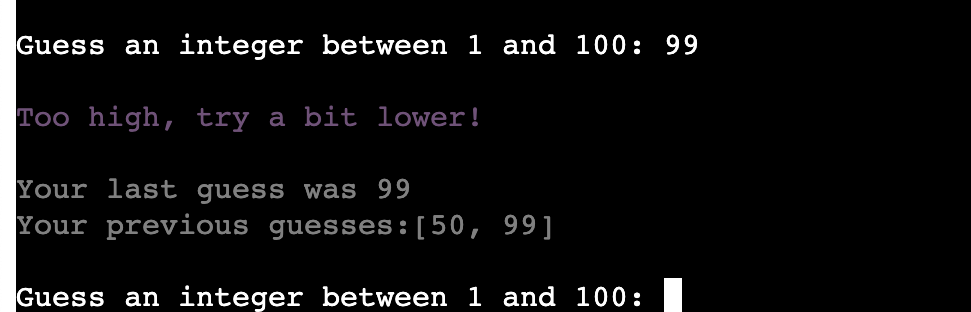 Guess an integer between 1 and 100: 99
Too high, try a bit lower!
Your last guess was 99
Your previous guesses:[50, 99]
Guess an integer between 1 and 100: